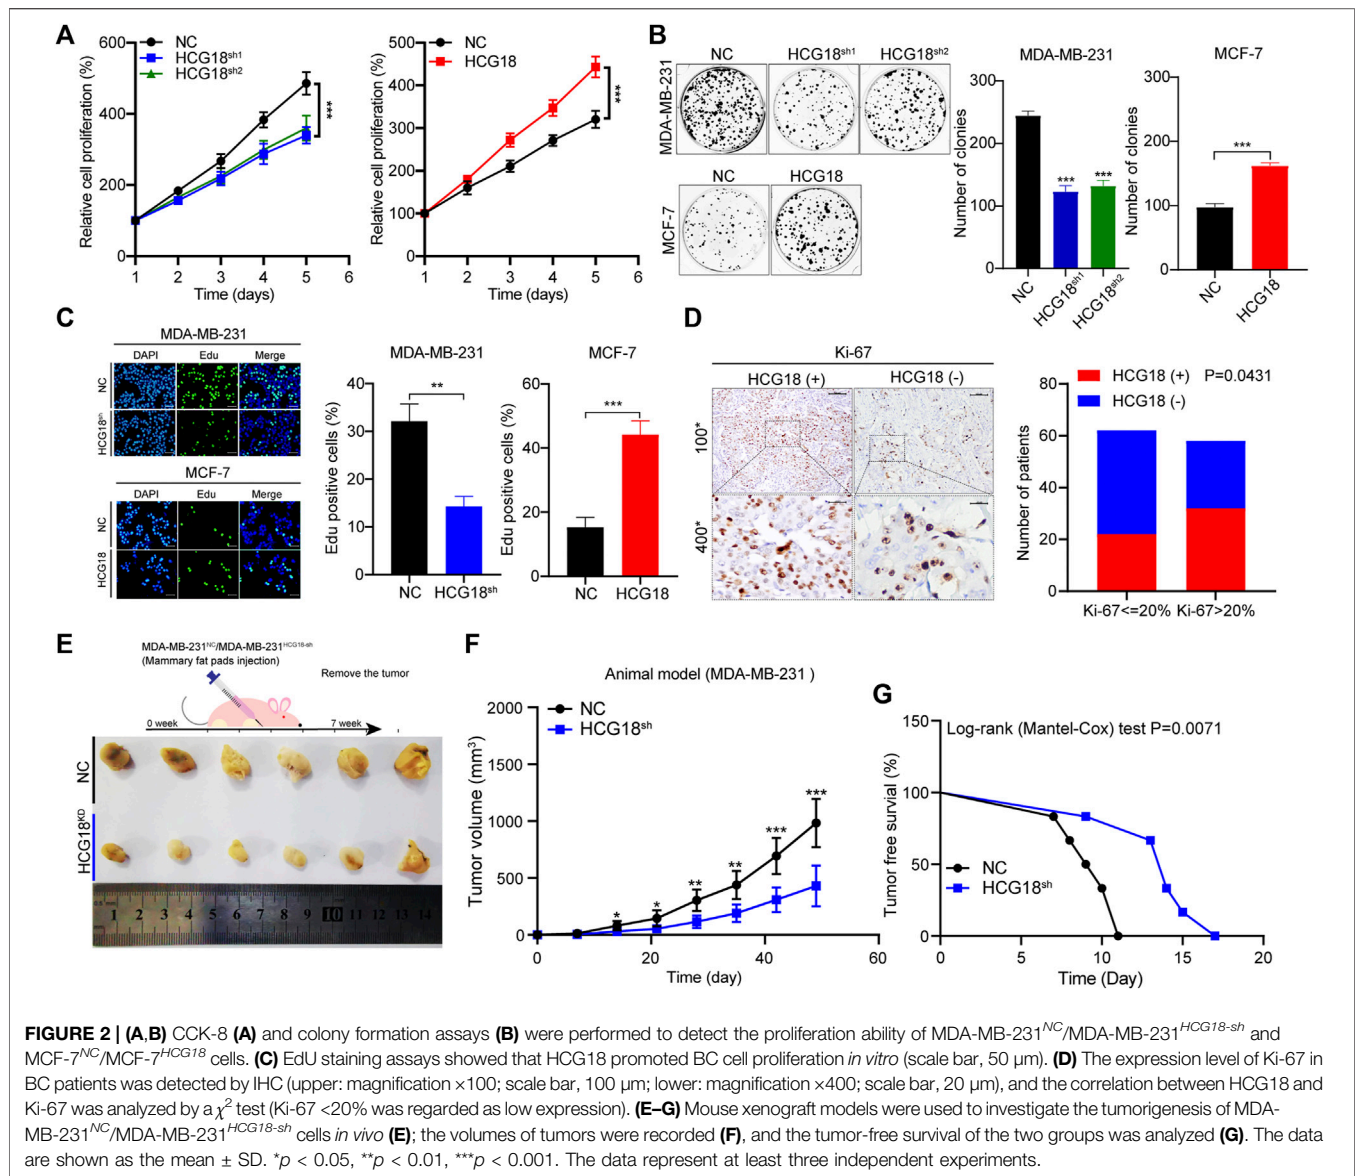 A
600
400
200
0
Relative cell proliferation (%)
NC
HCG18sh1
HCG18sh2
***
1 2 3 4 5 6
Time (days)
500
400
300
200
100
0
Relative cell proliferation (%)
NC
HCG18
***
1 2 3 4 5 6
Time (days)
B
NC HCG18sh1 HCG18sh2
MDA-MB-231
NC HCG18
MCF-7
MDA-MB-231
Number of clonies
300
200
100
0
*** ***
NC HCG18sh1 HCG18sh2
MCF-7
Number of clonies
300
200
100
0
***
NC HCG18
C
MDA-MB-231
DAPI Edu Merge
NC
HCG18sh
MCF-7
DAPI Edu Merge
NC
HCG18
MDA-MB-231
Edu positive cells (%)
40
30
20
10
0
**
NC HCG18sh
MCF-7
Edu positive cells (%)
60
40
20
0
***
NC HCG18
D
Ki-67
HCG18 (+) HCG18 (-)
100*
400*
HCG18 (+) P=0.0431
HCG18 (-)
Number of patients
80
60
40
20
0
Ki-67<=20% Ki-67>20%
E
MDA-MB-231NC/MDA-MB-231HCG18-sh
(Mammary fat pads injection)
Remove the tumor
0 week 7 week
NC
HCG18KD
0.5 mm
1 2 3 4 5 6 7 8 9 10 11 12 13 14
F
Animal model (MDA-MB-231 )
NC
HCG18sh
Tumor volume (mm3)
2000
1500
1000
500
0
* * ** ** *** ***
0 20 40 60
Time (day)
G
Log-rank (Mantel-Cox) test P=0.0071
Tumor free survial (%)
150
100
50
0
NC
HCG18sh
0 5 10 15 20
Time (Day)
FIGURE 2 | (A,B) CCK-8 (A) and colony formation assays (B) were performed to detect the proliferation ability of MDA-MB-231NC/MDA-MB-231HCG18-sh and
MCF-7NC/MCF-7HCG18 cells. (C) EdU staining assays showed that HCG18 promoted BC cell proliferation in vitro (scale bar, 50 μm). (D) The expression level of Ki-67 in
BC patients was detected by IHC (upper: magnification ×100; scale bar, 100 μm; lower: magnification ×400; scale bar, 20 μm), and the correlation between HCG18 and
Ki-67 was analyzed by a χ2 test (Ki-67 <20% was regarded as low expression). (E–G) Mouse xenograft models were used to investigate the tumorigenesis of MDA-
MB-231NC/MDA-MB-231HCG18-sh cells in vivo (E); the volumes of tumors were recorded (F), and the tumor-free survival of the two groups was analyzed (G). The data
are shown as the mean ± SD. *p < 0.05, **p < 0.01, ***p < 0.001. The data represent at least three independent experiments.